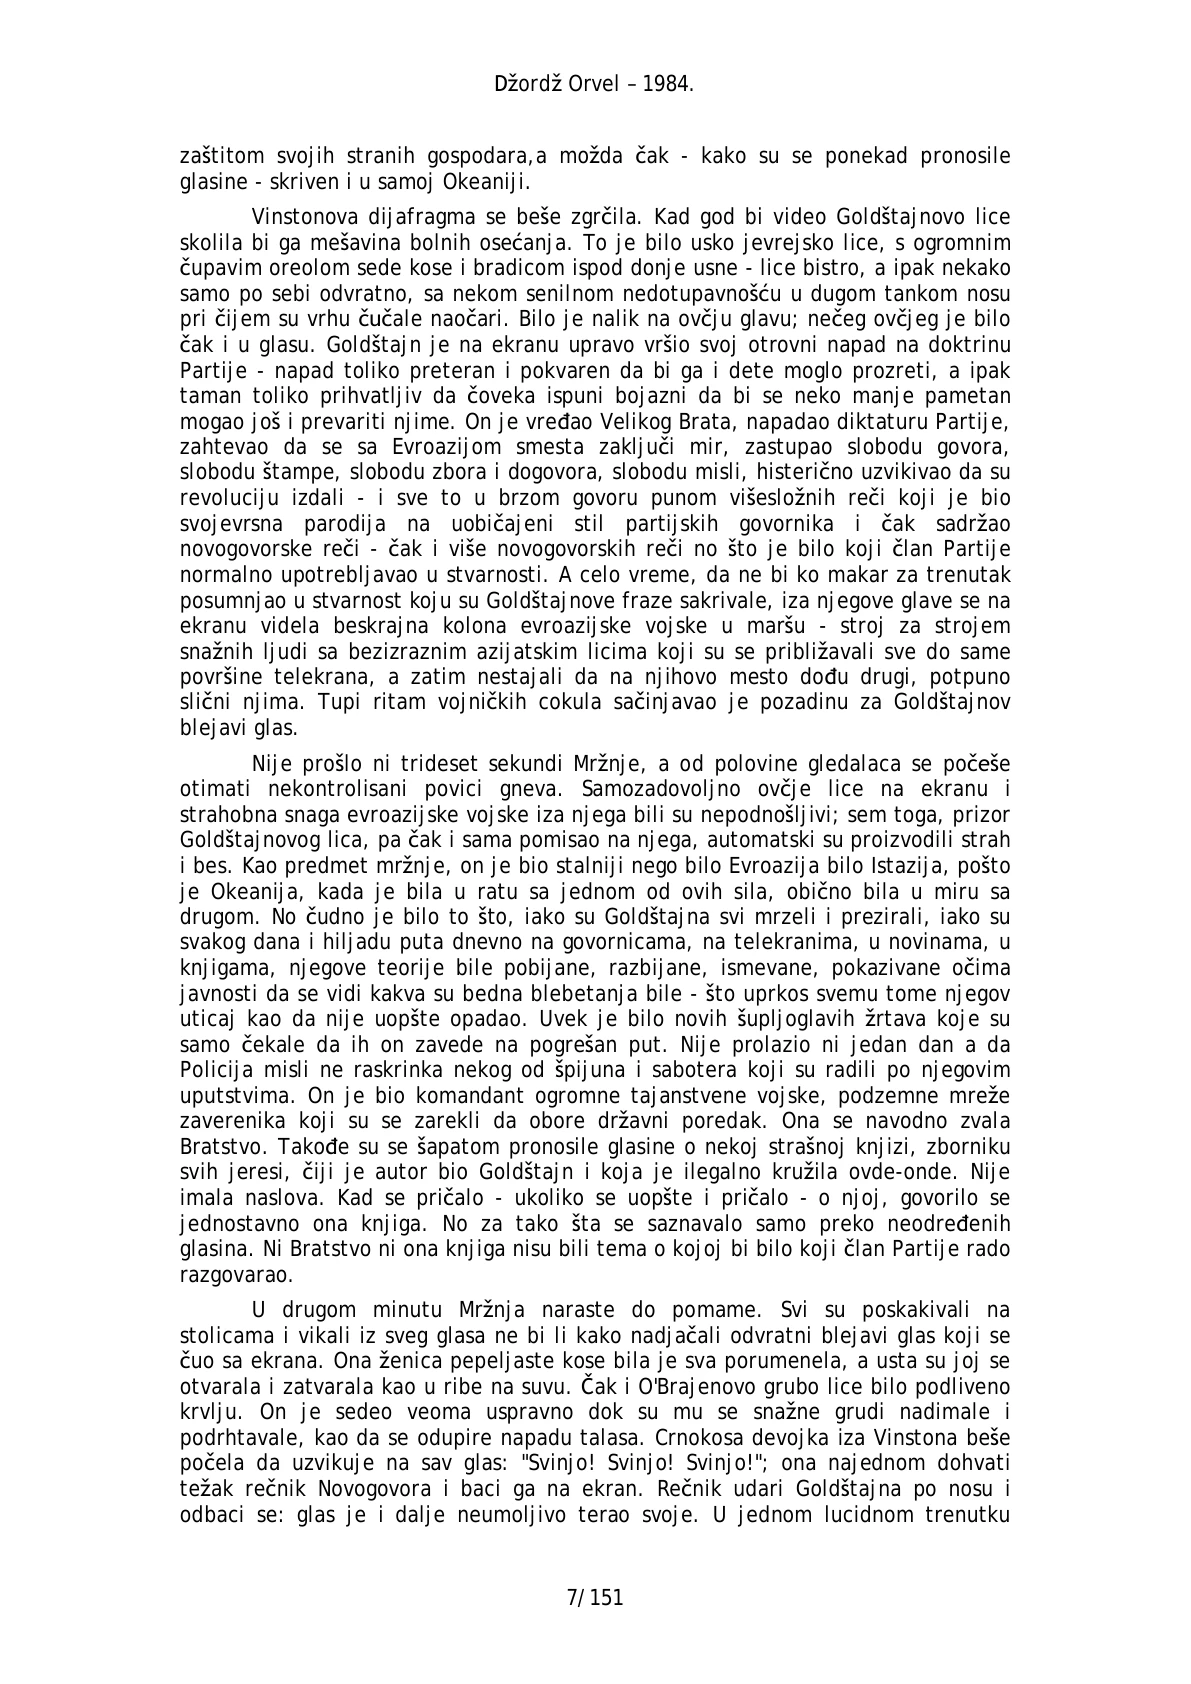 Džordž Orvel – 1984.
zaštitom svojih stranih gospodara,a možda čak - kako su se ponekad pronosile
glasine - skriven i u samoj Okeaniji.
Vinstonova dijafragma se beše zgrčila. Kad god bi video Goldštajnovo lice
skolila bi ga mešavina bolnih osećanja. To je bilo usko jevrejsko lice, s ogromnim
čupavim oreolom sede kose i bradicom ispod donje usne - lice bistro, a ipak nekako
samo po sebi odvratno, sa nekom senilnom nedotupavnošću u dugom tankom nosu
pri čijem su vrhu čučale naočari. Bilo je nalik na ovčju glavu; nečeg ovčjeg je bilo
čak i u glasu. Goldštajn je na ekranu upravo vršio svoj otrovni napad na doktrinu
Partije - napad toliko preteran i pokvaren da bi ga i dete moglo prozreti, a ipak
taman toliko prihvatljiv da čoveka ispuni bojazni da bi se neko manje pametan
mogao još i prevariti njime. On je vređao Velikog Brata, napadao diktaturu Partije,
zahtevao da se sa Evroazijom smesta zaključi mir, zastupao slobodu govora,
slobodu štampe, slobodu zbora i dogovora, slobodu misli, histerično uzvikivao da su
revoluciju izdali - i sve to u brzom govoru punom višesložnih reči koji je bio
svojevrsna parodija na uobičajeni stil partijskih govornika i čak sadržao
novogovorske reči - čak i više novogovorskih reči no što je bilo koji član Partije
normalno upotrebljavao u stvarnosti. A celo vreme, da ne bi ko makar za trenutak
posumnjao u stvarnost koju su Goldštajnove fraze sakrivale, iza njegove glave se na
ekranu videla beskrajna kolona evroazijske vojske u maršu - stroj za strojem
snažnih ljudi sa bezizraznim azijatskim licima koji su se približavali sve do same
površine telekrana, a zatim nestajali da na njihovo mesto dođu drugi, potpuno
slični njima. Tupi ritam vojničkih cokula sačinjavao je pozadinu za Goldštajnov
blejavi glas.
Nije prošlo ni trideset sekundi Mržnje, a od polovine gledalaca se počeše
otimati nekontrolisani povici gneva. Samozadovoljno ovčje lice na ekranu i
strahobna snaga evroazijske vojske iza njega bili su nepodnošljivi; sem toga, prizor
Goldštajnovog lica, pa čak i sama pomisao na njega, automatski su proizvodili strah
i bes. Kao predmet mržnje, on je bio stalniji nego bilo Evroazija bilo Istazija, pošto
je Okeanija, kada je bila u ratu sa jednom od ovih sila, obično bila u miru sa
drugom. No čudno je bilo to što, iako su Goldštajna svi mrzeli i prezirali, iako su
svakog dana i hiljadu puta dnevno na govornicama, na telekranima, u novinama, u
knjigama, njegove teorije bile pobijane, razbijane, ismevane, pokazivane očima
javnosti da se vidi kakva su bedna blebetanja bile - što uprkos svemu tome njegov
uticaj kao da nije uopšte opadao. Uvek je bilo novih šupljoglavih žrtava koje su
samo čekale da ih on zavede na pogrešan put. Nije prolazio ni jedan dan a da
Policija misli ne raskrinka nekog od špijuna i sabotera koji su radili po njegovim
uputstvima. On je bio komandant ogromne tajanstvene vojske, podzemne mreže
zaverenika koji su se zarekli da obore državni poredak. Ona se navodno zvala
Bratstvo. Takođe su se šapatom pronosile glasine o nekoj strašnoj knjizi, zborniku
svih jeresi, čiji je autor bio Goldštajn i koja je ilegalno kružila ovde-onde. Nije
imala naslova. Kad se pričalo - ukoliko se uopšte i pričalo - o njoj, govorilo se
jednostavno ona knjiga. No za tako šta se saznavalo samo preko neodređenih
glasina. Ni Bratstvo ni ona knjiga nisu bili tema o kojoj bi bilo koji član Partije rado
razgovarao.
U drugom minutu Mržnja naraste do pomame. Svi su poskakivali na
stolicama i vikali iz sveg glasa ne bi li kako nadjačali odvratni blejavi glas koji se
čuo sa ekrana. Ona ženica pepeljaste kose bila je sva porumenela, a usta su joj se
otvarala i zatvarala kao u ribe na suvu. Čak i O'Brajenovo grubo lice bilo podliveno
krvlju. On je sedeo veoma uspravno dok su mu se snažne grudi nadimale i
podrhtavale, kao da se odupire napadu talasa. Crnokosa devojka iza Vinstona beše
počela da uzvikuje na sav glas: "Svinjo! Svinjo! Svinjo!"; ona najednom dohvati
težak rečnik Novogovora i baci ga na ekran. Rečnik udari Goldštajna po nosu i
odbaci se: glas je i dalje neumoljivo terao svoje. U jednom lucidnom trenutku
7/151